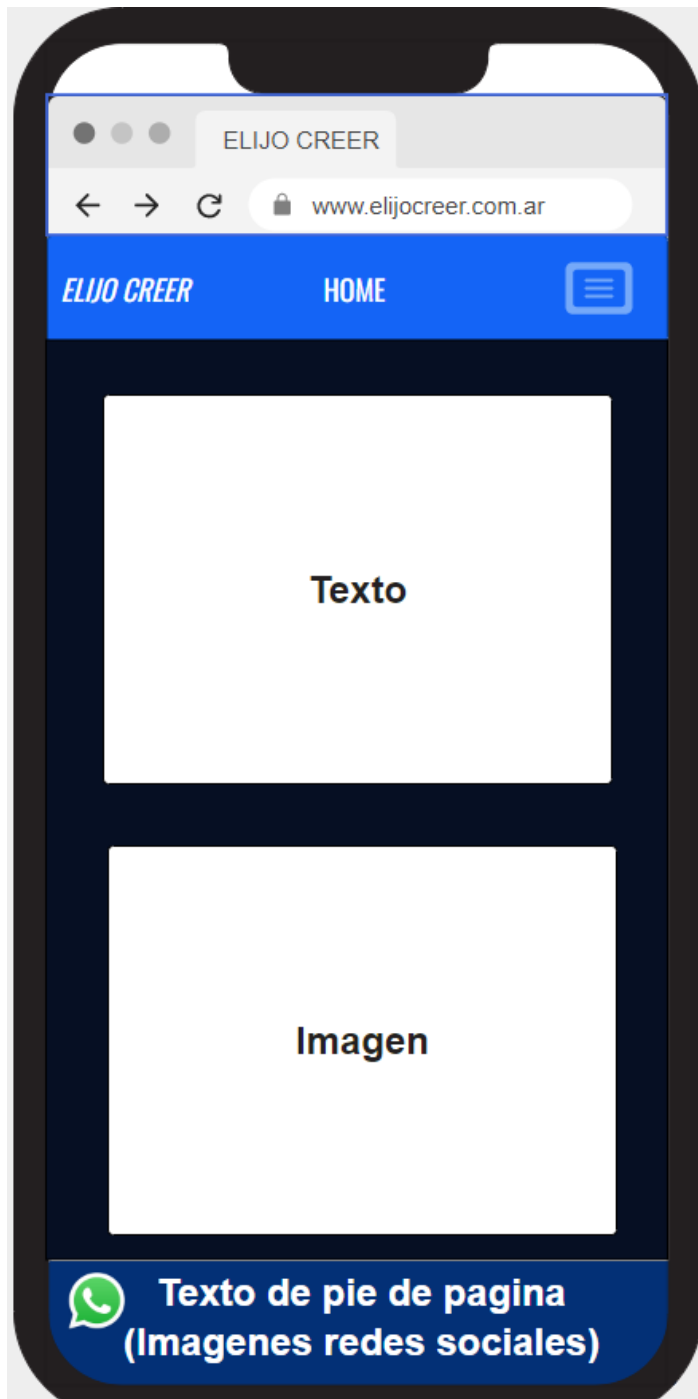 ELIJO CREER
www.elijocreer.com.ar
ELIJO CREER HOME
Texto
Imagen
Texto de pie de pagina
(Imagenes redes sociales)